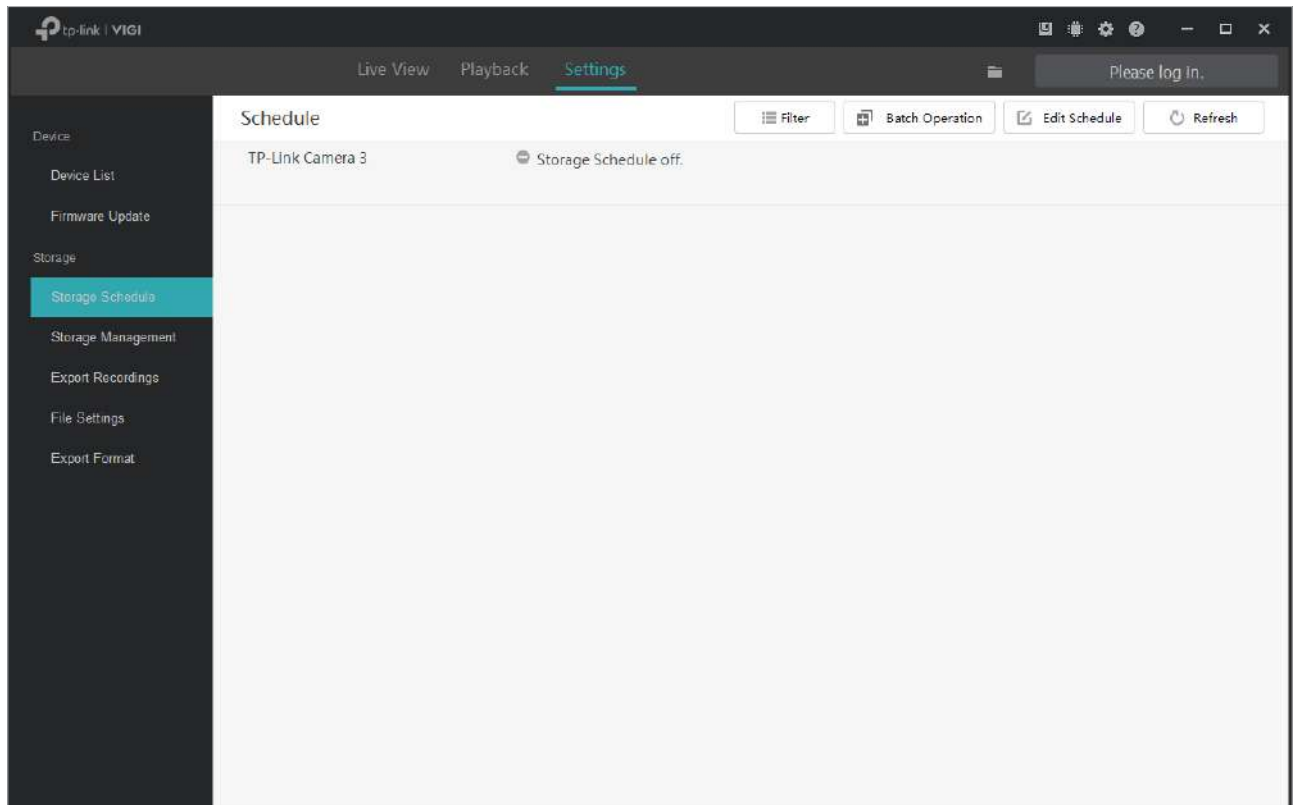 tp-link | VIGI
Live View Playback Settings Please log In.
Device
Device List
Firmware Update
Storage
Storage Schedule
Storage Management
Export Recordings
File Settings
Export Format
Schedule Filter Batch Operation Edit Schedule Refresh
TP-Link Camera 3 Storage Schedule off.